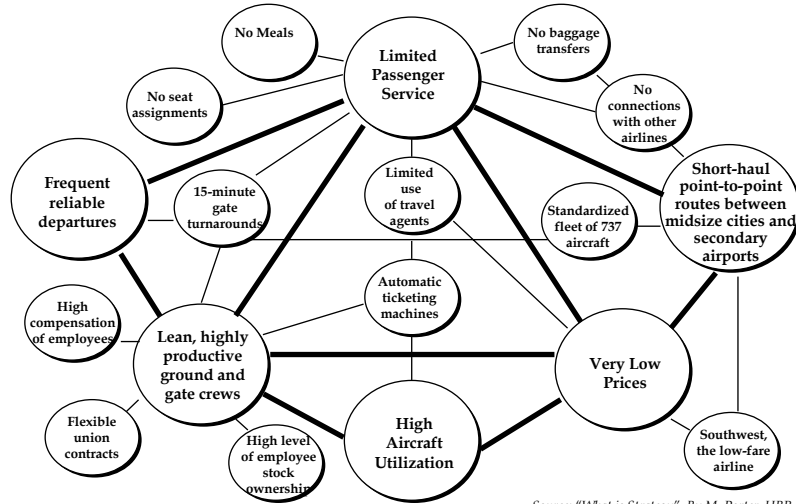 No Meals
Limited
Passenger
Service
No baggage
transfers
No seat
assignments
No
connections
with other
airlines
Frequent
reliable
departures
15-minute
gate
turnarounds
Limited
use
of travel
agents
Standardized
fleet of 737
aircraft
Short-haul
point-to-point
routes between
midsize cities and
secondary
airports
High
compensation
of employees
Automatic
ticketing
machines
Lean, highly
productive
ground and
gate crews
Very Low
Prices
Flexible
union
contracts
High level
of employee
stock
ownership
High
Aircraft
Utilization
Southwest,
the low-fare
airline